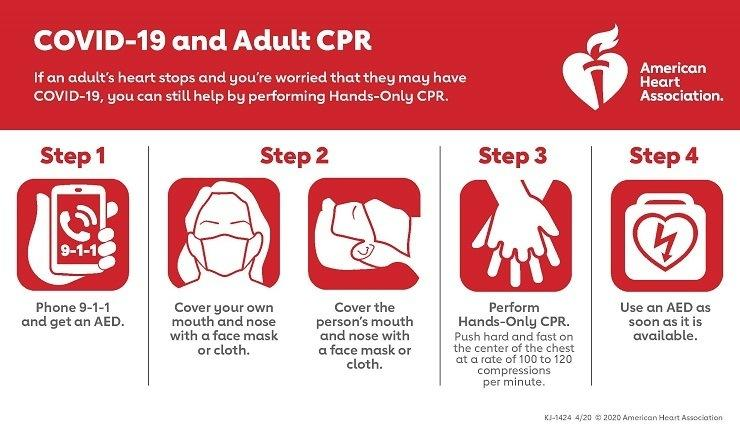 COVID-19 and Adult CPR
If an adult's heart stops and you're worried that they may have
COVID-19, you can still help by performing Hands-Only CPR.
American
Heart
Association.
Step 1
9-1-1
Phone 9-1-1
and get an AED.
Step 2
Cover your own
mouth and nose
with a face mask
or cloth.
Cover the
person's mouth
and nose with
a face mask or
cloth.
Step 3
Perform
Hands-Only CPR.
Push hard and fast on
the center of the chest
at a rate of 100 to 120
compressions
per minute.
Step 4
Use an AED as
soon as it is
available.
KJ-1424 4/20 © 2020 American Heart Association